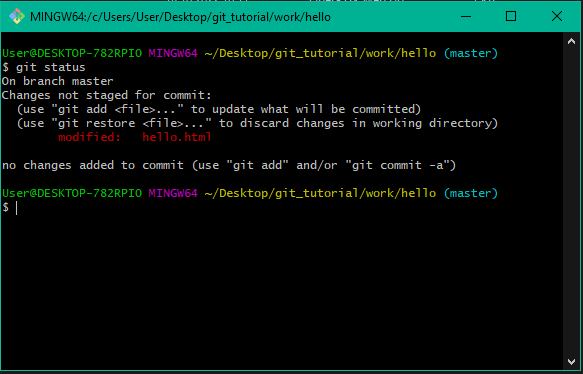 MINGW64:/c/Users/User/Desktop/git_tutorial/work/hello
User@DESKTOP-782RPIO MINGW64 ~/Desktop/git_tutorial/work/hello (master)
$ git status
On branch master
Changes not staged for commit:
  (use "git add <file>..." to update what will be committed)
  (use "git restore <file>..." to discard changes in working directory)
        modified:   hello.html

no changes added to commit (use "git add" and/or "git commit -a")

User@DESKTOP-782RPIO MINGW64 ~/Desktop/git_tutorial/work/hello (master)
$